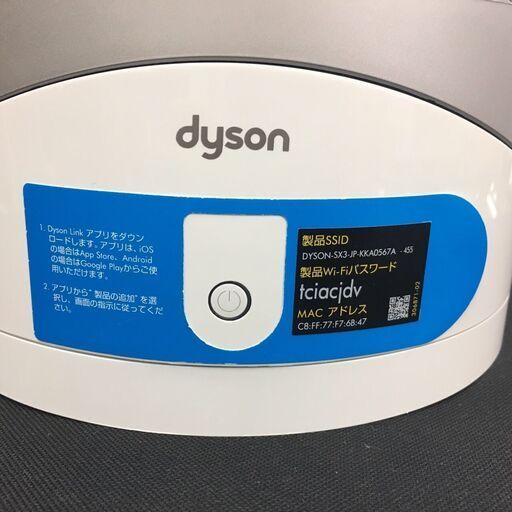 dyson
1. Dyson Link アプリをダウン
ロードします。アプリは、iOS
の場合はApp Store、Android
の場合はGoogle Playからご使
用いただけます。
2. アプリから"製品の追加"を選
択し、画面の指示に従ってくだ
さい。
製品SSID
DYSON-SX3-JP-KKA0567A - 455
製品Wi-Fiパスワード
tciacjdv
MAC アドレス
C8:FF:77:F7:6B:47
306871-02